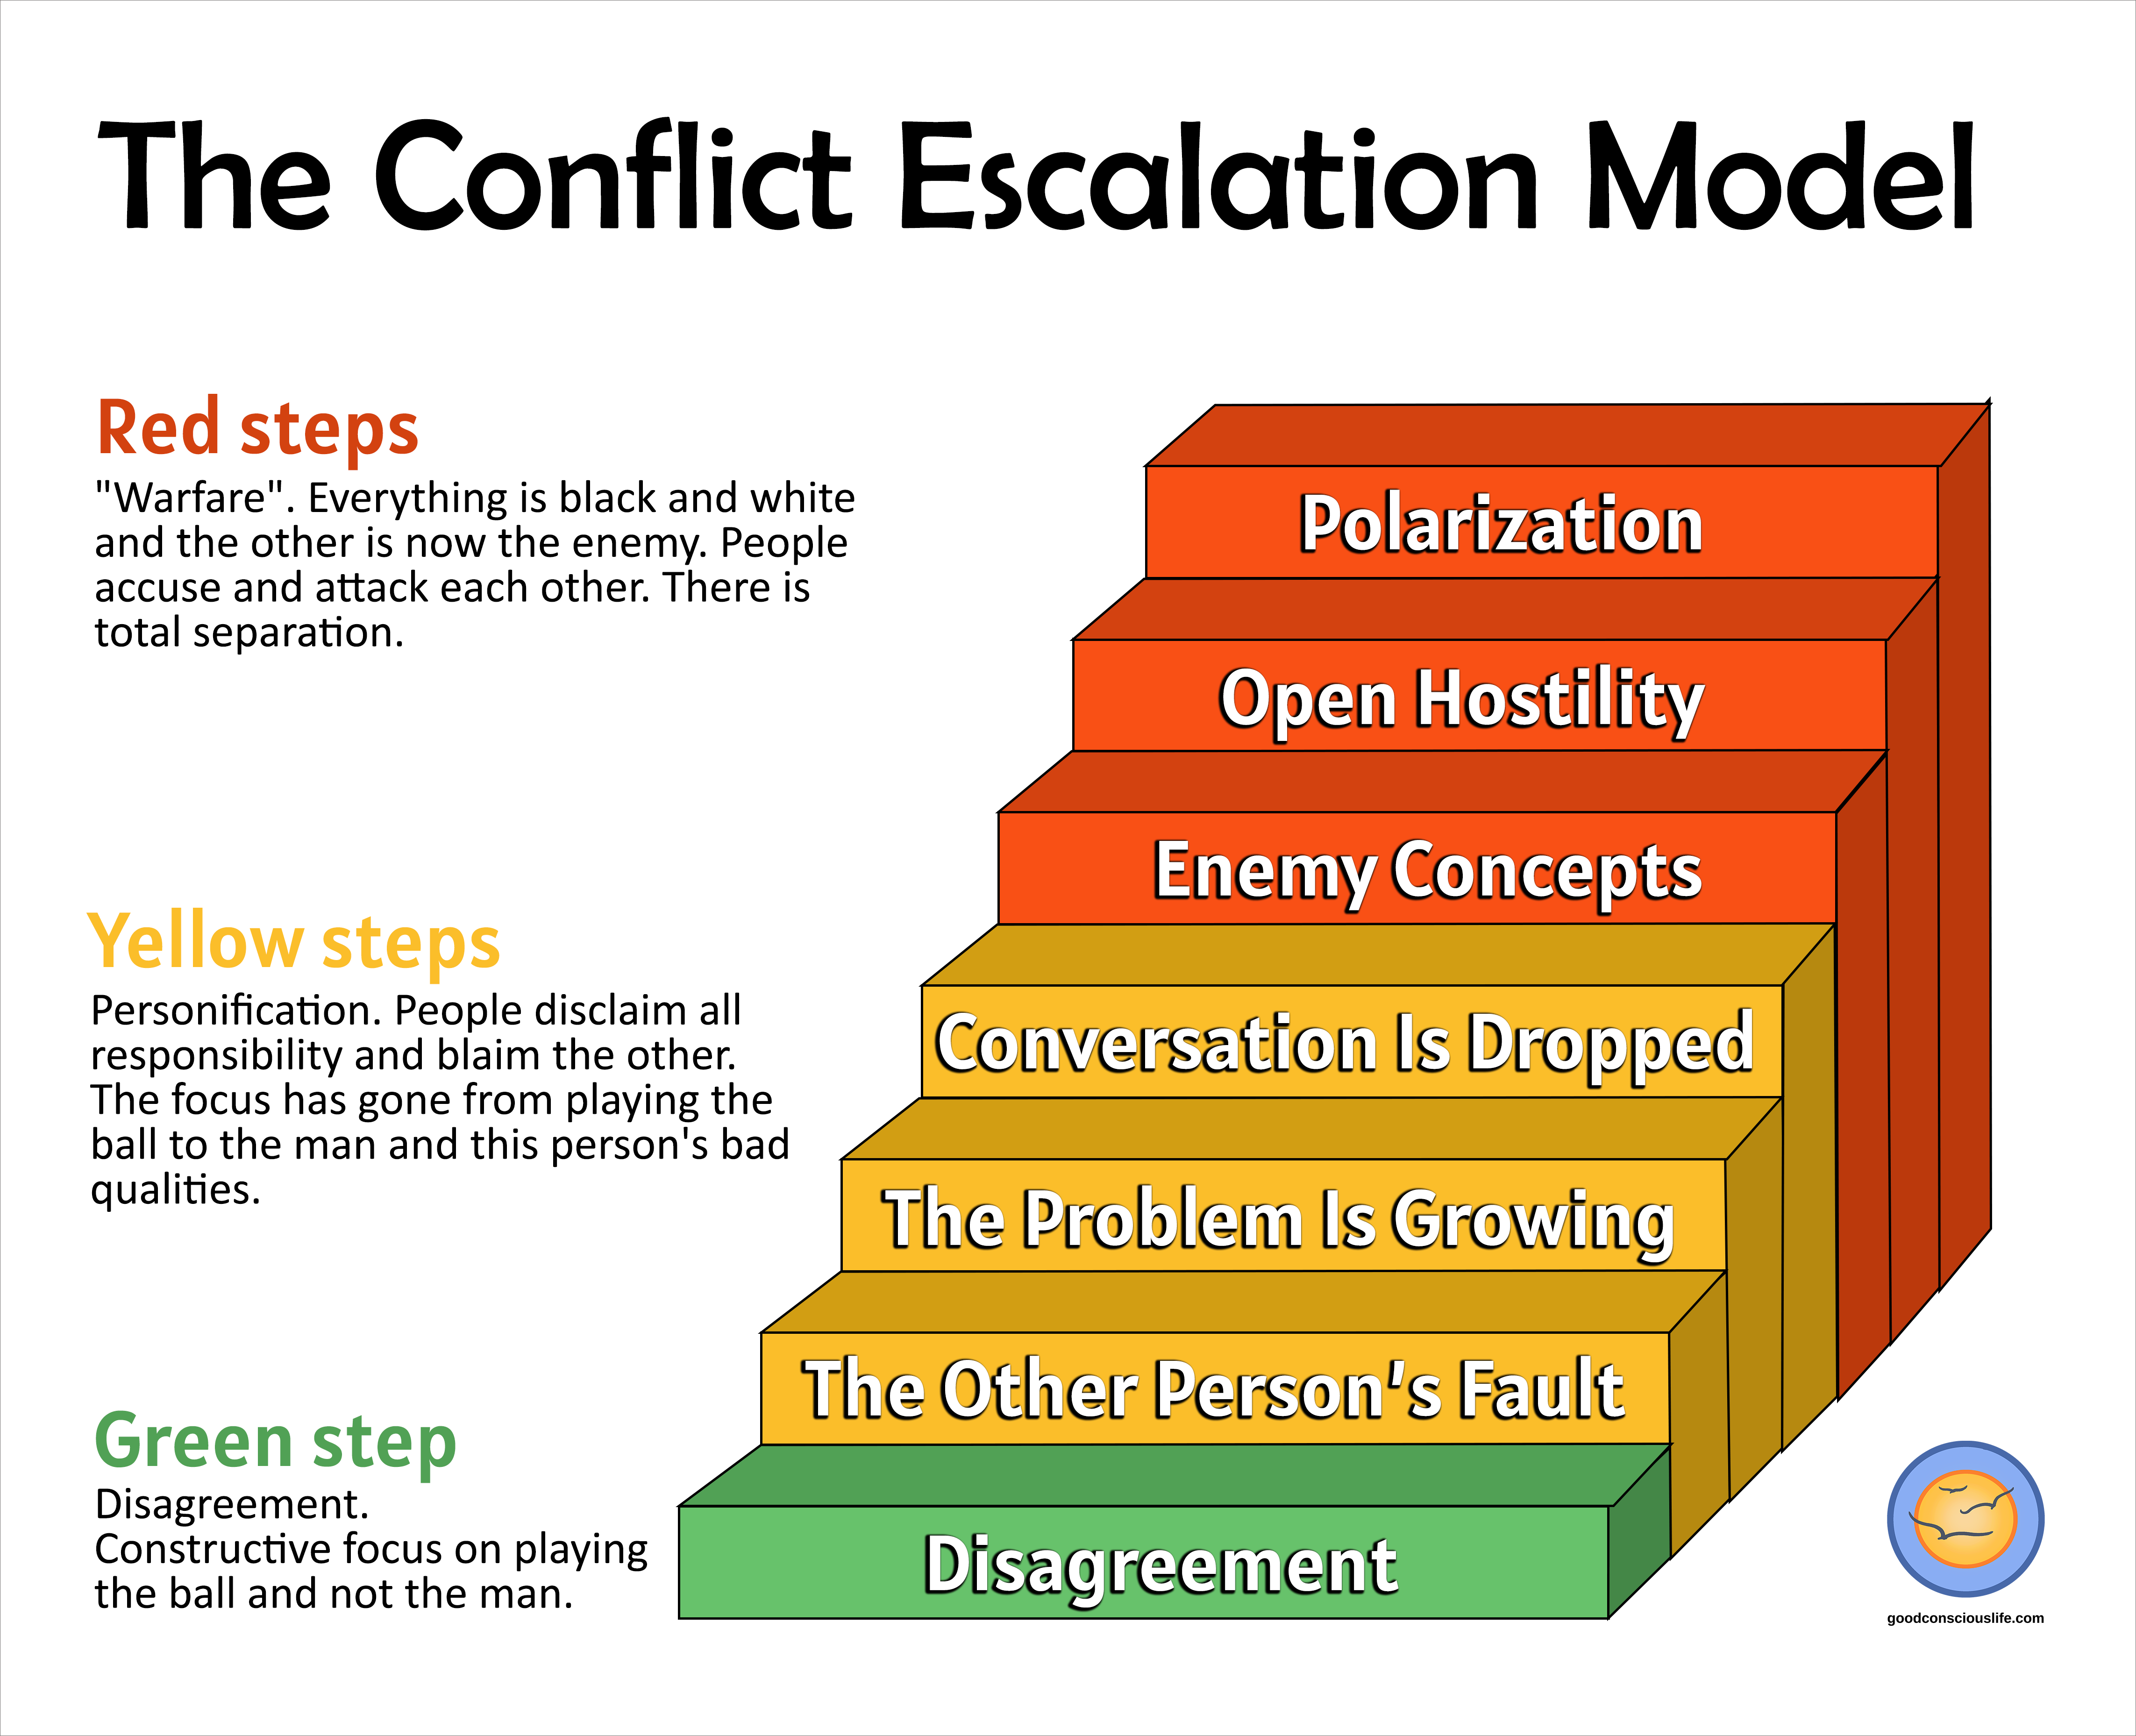 The Conflict Escalation Model
Red steps
"Warfare". Everything is black and white
and the other is now the enemy. People
accuse and attack each other. There is
total separation.
Yellow steps
Personification. People disclaim all
responsibility and blaim the other.
The focus has gone from playing the
ball to the man and this person's bad
qualities.
Green step
Disagreement.
Constructive focus on playing
the ball and not the man.
Polarization
Open Hostility
Enemy Concepts
Conversation Is Dropped
The Problem Is Growing
The Other Person's Fault
Disagreement
goodconsciouslife.com